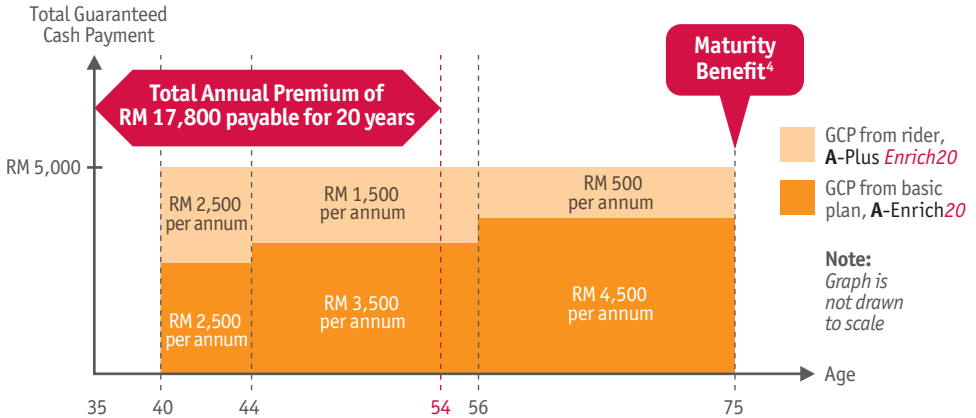 Total Guaranteed
Cash Payment
Total Annual Premium of
RM 17,800 payable for 20 years
Maturity
Benefit⁴
RM 5,000
RM 2,500
per annum
RM 1,500
per annum
RM 500
per annum
RM 2,500
per annum
RM 3,500
per annum
RM 4,500
per annum
GCP from rider,
A-Plus Enrich20
GCP from basic
plan, A-Enrich20
Note:
Graph is
not drawn
to scale
Age
35 40 44 54 56 75